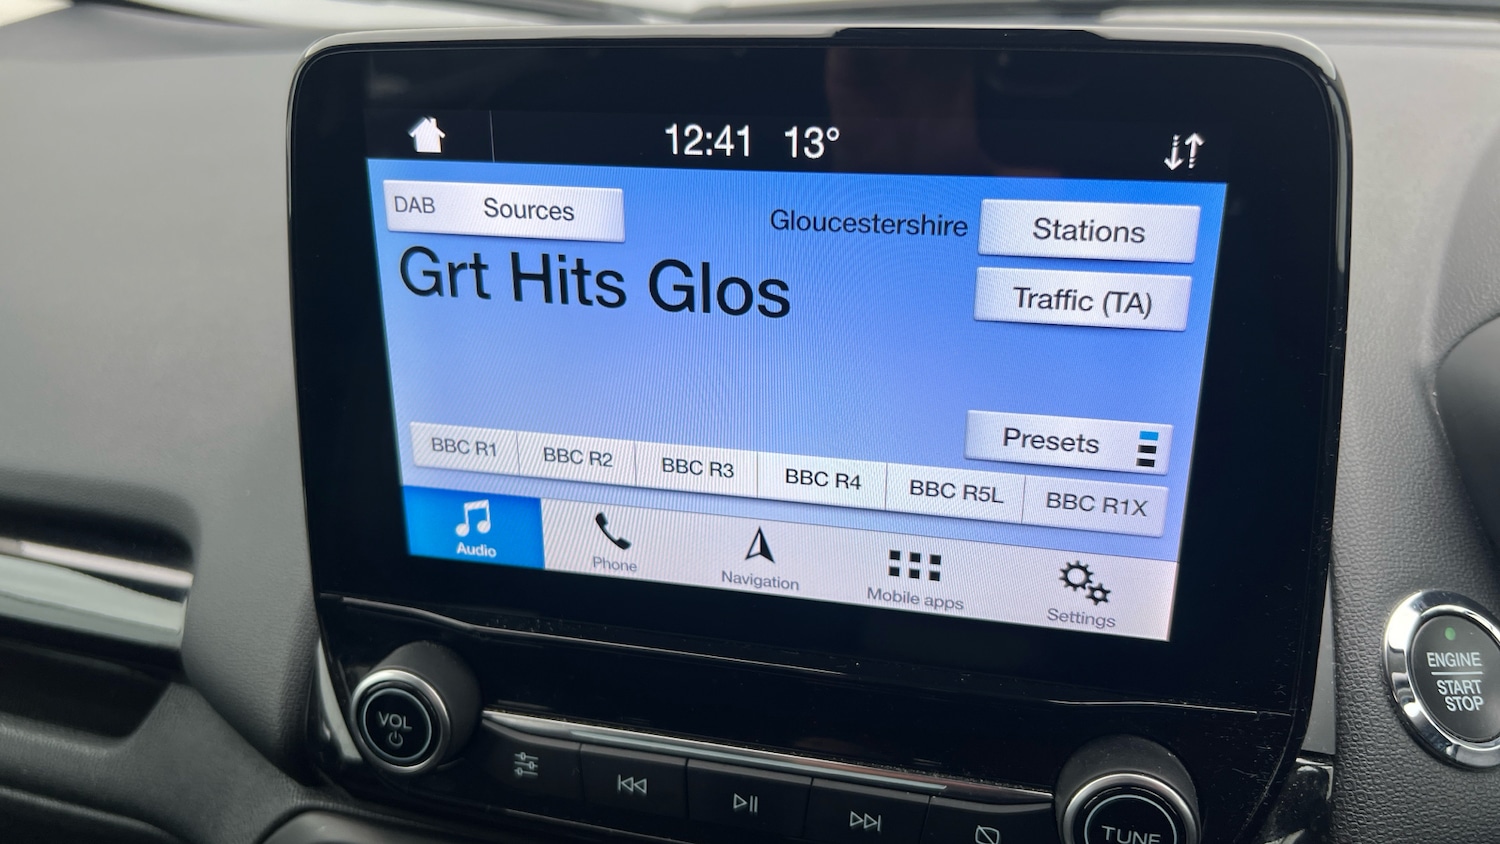 12:41 13°
DAB Sources
Gloucestershire Stations
Grt Hits Glos
Traffic (TA)
Presets
BBC R1 BBC R2 BBC R3 BBC R4 BBC R5L BBC R1X
Audio Phone Navigation Mobile apps Settings
ENGINE
START
STOP
VOL
TUNE